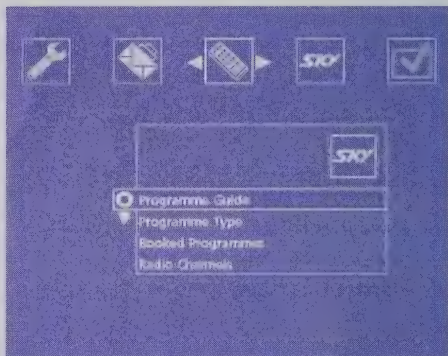 SKY
SKY
Programme Guide
Programme Type
Booked Programmes
Radio Channels